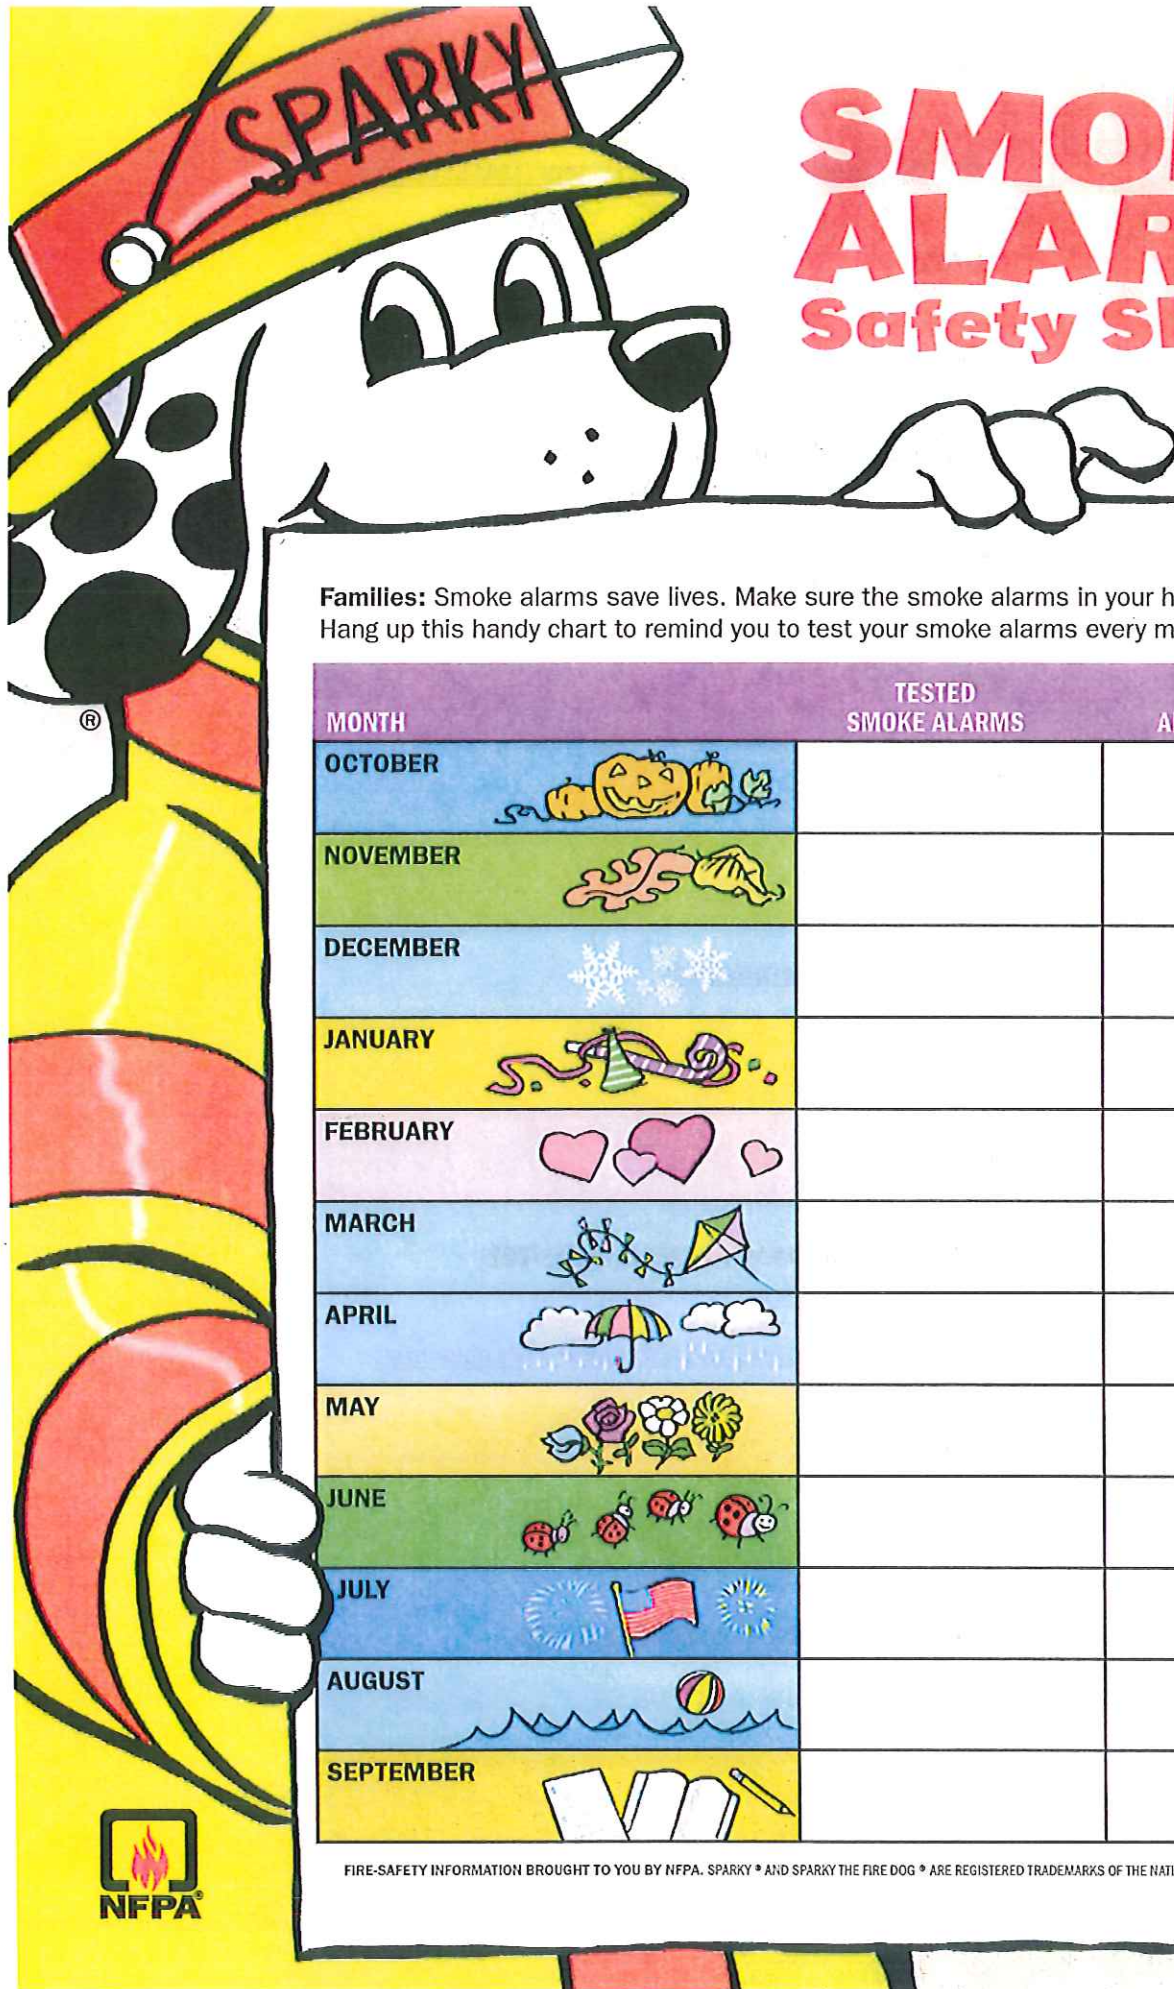 SPARKY
SMO
ALAR
Safety S
Families: Smoke alarms save lives. Make sure the smoke alarms in your h
Hang up this handy chart to remind you to test your smoke alarms every m
MONTH
TESTED
SMOKE ALARMS
A
OCTOBER
NOVEMBER
DECEMBER
JANUARY
FEBRUARY
MARCH
APRIL
MAY
JUNE
JULY
AUGUST
SEPTEMBER
®
NFPA®
FIRE-SAFETY INFORMATION BROUGHT TO YOU BY NFPA. SPARKY ® AND SPARKY THE FIRE DOG ® ARE REGISTERED TRADEMARKS OF THE NATI